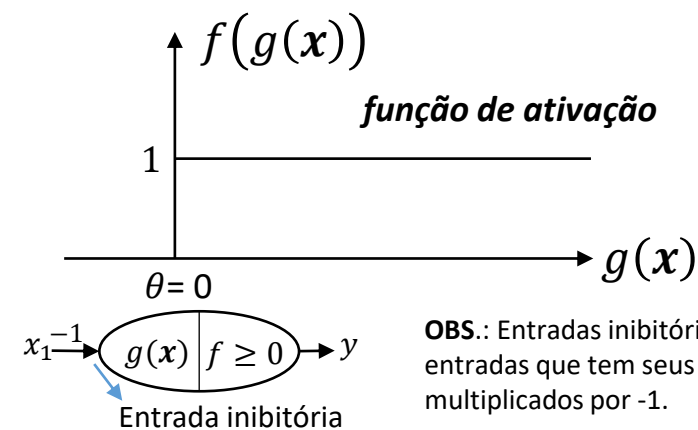 f(g(x))
função de ativação
1
g(x)
θ= 0
x₁ −1 g(x) f ≥ 0 y
Entrada inibitória
OBS.: Entradas
entradas que tem seus
multiplicados por -1.